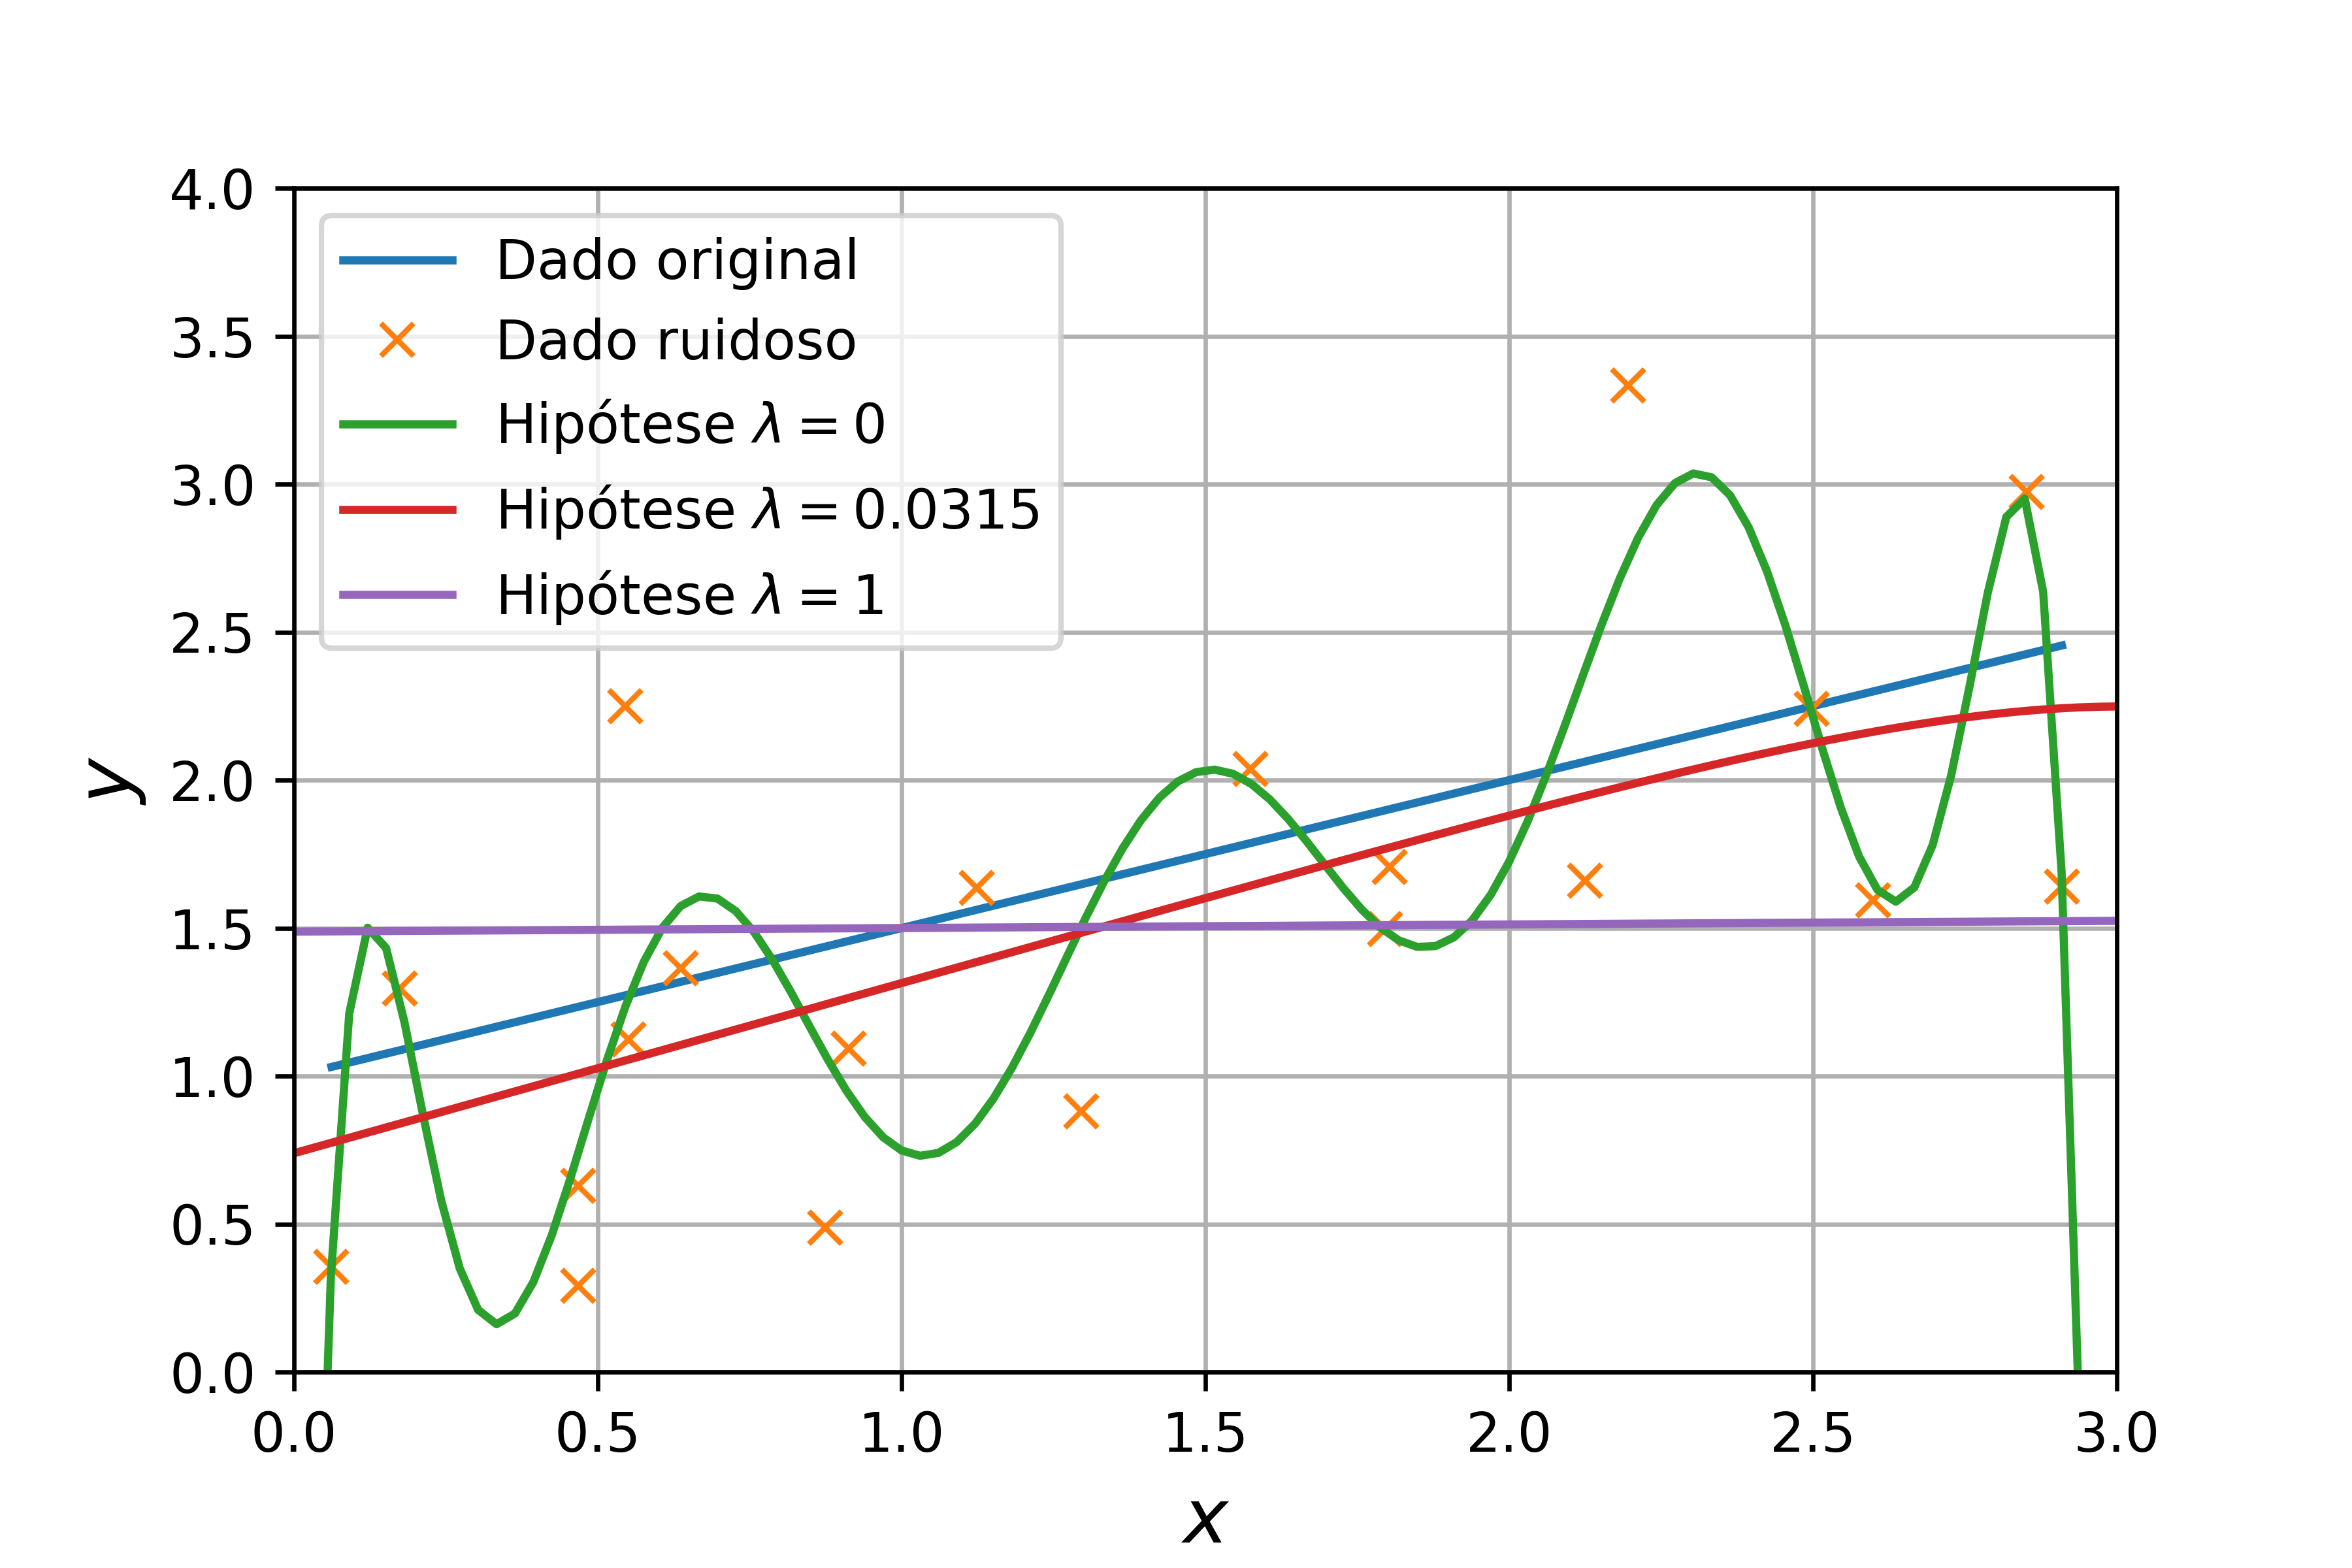 4.0
3.5
3.0
2.5
2.0
1.5
1.0
0.5
0.0
y
Dado original
Dado ruidoso
Hipótese λ = 0
Hipótese λ = 0.0315
Hipótese λ = 1
0.0 0.5 1.0 1.5 2.0 2.5 3.0
x